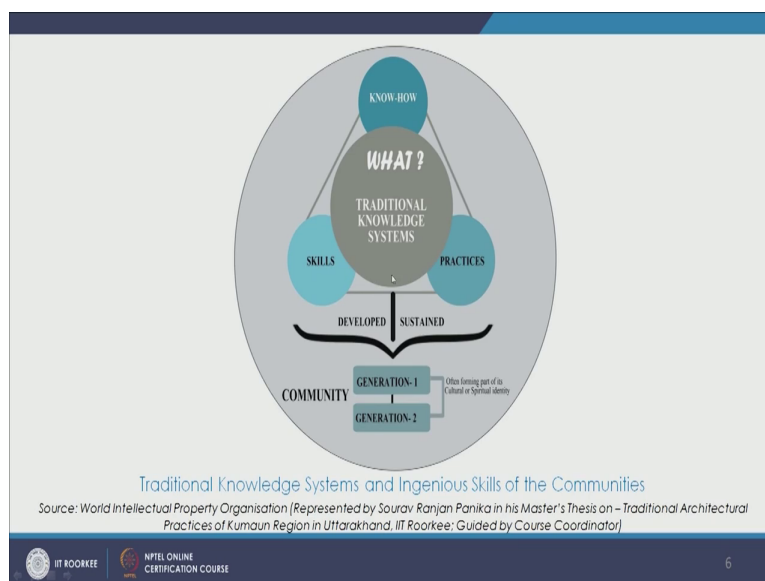 KNOW-HOW
WHAT ?
TRADITIONAL
KNOWLEDGE
SYSTEMS
SKILLS
PRACTICES
DEVELOPED SUSTAINED
COMMUNITY
GENERATION- 1
GENERATION- 2
Often forming part of its
Cultural or Spiritual identity
Traditional Knowledge Systems and Ingenious Skills of the Communities
Source: World Intellectual Property Organisation (Represented by Sourav Ranjan Panika in his Master's Thesis on – Traditional Architectural
Practices of Kumaun Region in Uttarakhand, IIT Roorkee; Guided by Course Coordinator)
IIT ROORKEE
NPTEL ONLINE
CERTIFICATION COURSE
6